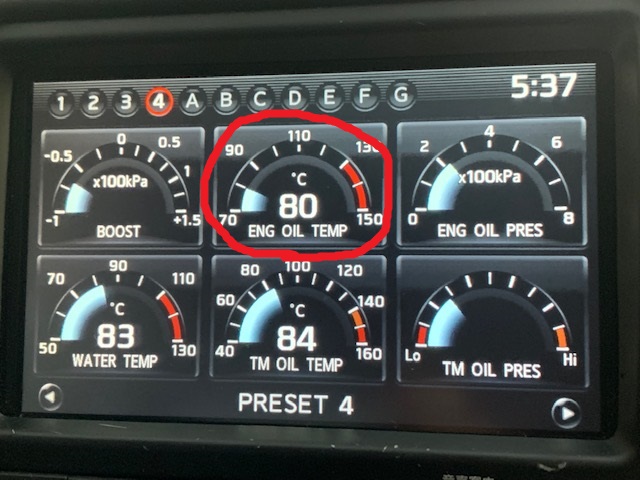 1 2 3 4 A B C D E F G 5:37
-1 -0.5 0 0.5 1 +1.5
x100kPa
BOOST
70 90 110 130 150
°C
80
ENG OIL TEMP
0 2 4 6 8
x100kPa
ENG OIL PRES
50 70 90 110 130
°C
83
WATER TEMP
40 60 80 100 120 140 160
°C
84
TM OIL TEMP
Lo Hi
TM OIL PRES
PRESET 4